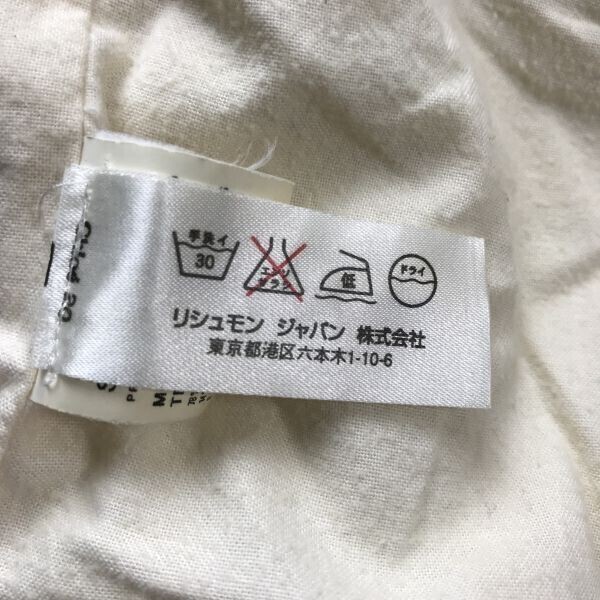 手洗イ
30
エンソ
サラシ
低
ドライ
リシュモン ジャパン 株式会社
東京都港区六本木1-10-6